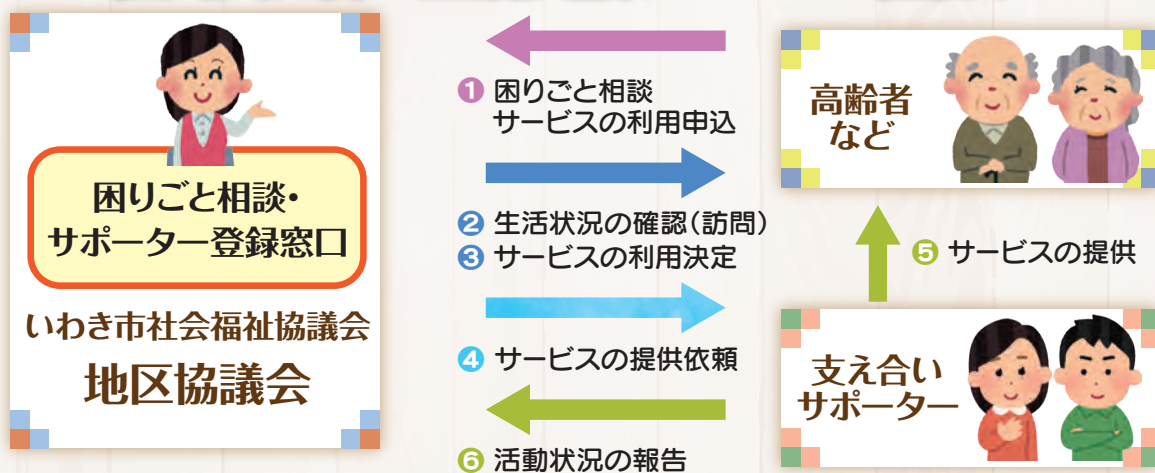 困りごと相談・
サポーター登録窓口
いわき市社会福祉協議会
地区協議会
❶ 困りごと相談
サービスの利用申込
❷ 生活状況の確認（訪問）
❸ サービスの利用決定
❹ サービスの提供依頼
❻ 活動状況の報告
高齢者
など
❺ サービスの提供
支え合い
サポーター